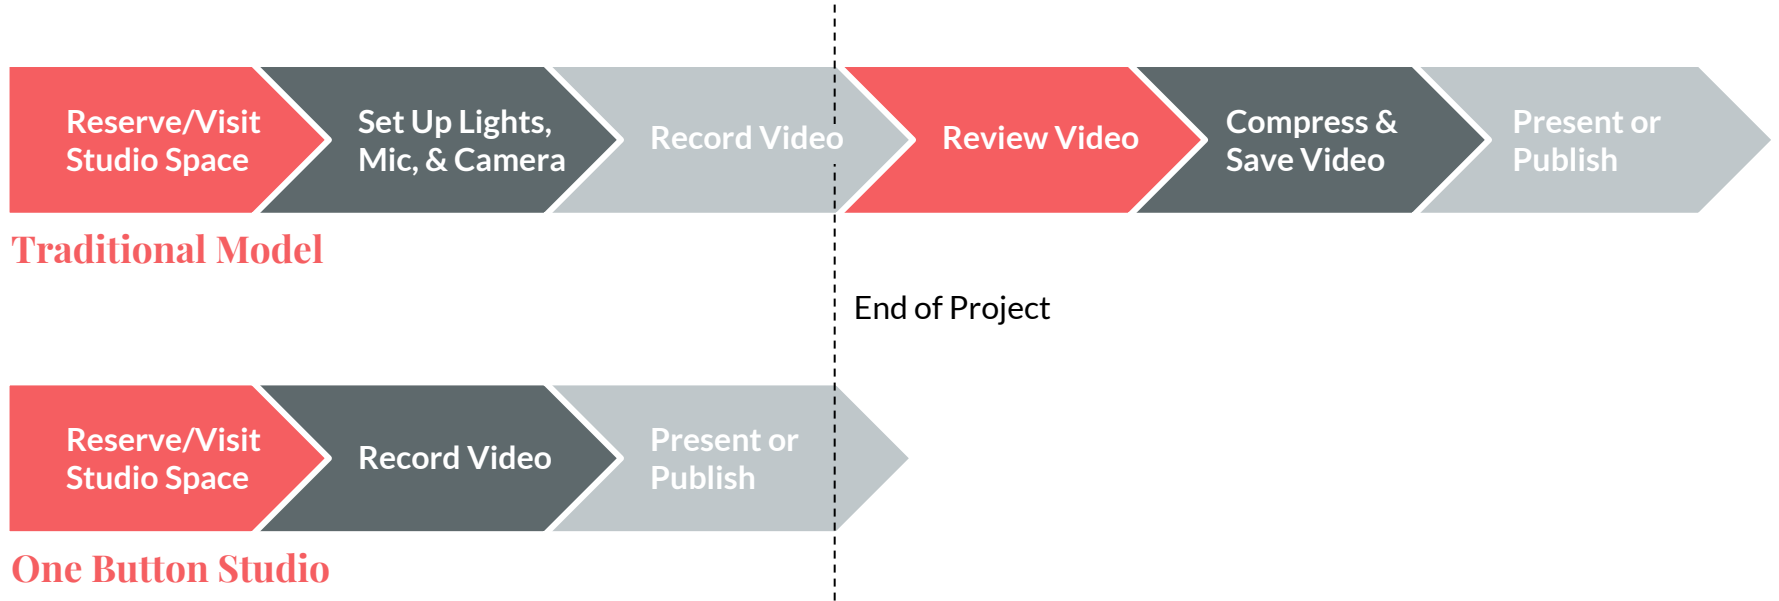 Reserve/Visit
Studio Space
Set Up Lights,
Mic, & Camera
Record Video
Review Video
Compress &
Save Video
Present or
Publish
Traditional Model
End of Project
Reserve/Visit
Studio Space
Record Video
Present or
Publish
One Button Studio